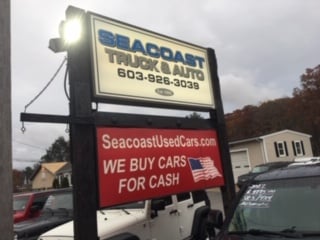 SEACOAST
TRUCK & AUTO
603-926-3039
SeacoastUsedCars.com
WE BUY CARS
FOR CASH